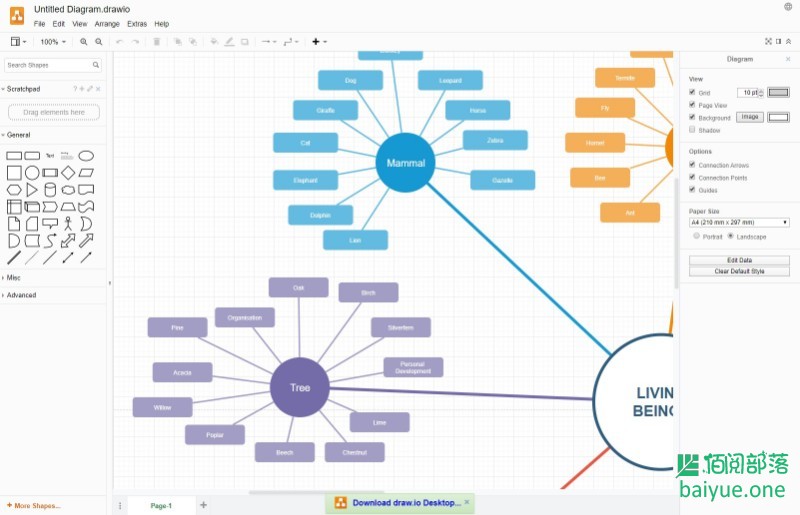 Untitled Diagram.drawio
File Edit View Arrange Extras Help
100%
Search Shapes
Scratchpad
Drag elements here
General
Text
Misc
Advanced
+ More Shapes...
Dog
Leopard
Giraffe
Horse
Cat
Zebra
Mammal
Elephant
Gazelle
Dolphin
Lion
Fly
Hornet
Bee
Ant
Oak
Birch
Organisation
Pine
Silverfern
Acacia
Personal
Development
Tree
Willow
Lime
Poplar
Beech
Chestnut
LIVIN
BEING
Diagram
View
Grid
10 pt
Page View
Background
Image
Shadow
Options
Connection Arrows
Connection Points
Guides
Paper Size
A4 (210 mm x 297 mm)
Portrait Landscape
Edit Data
Clear Default Style
Page-1
Download draw.io Desktop...
佰阅部落
baiyue.one